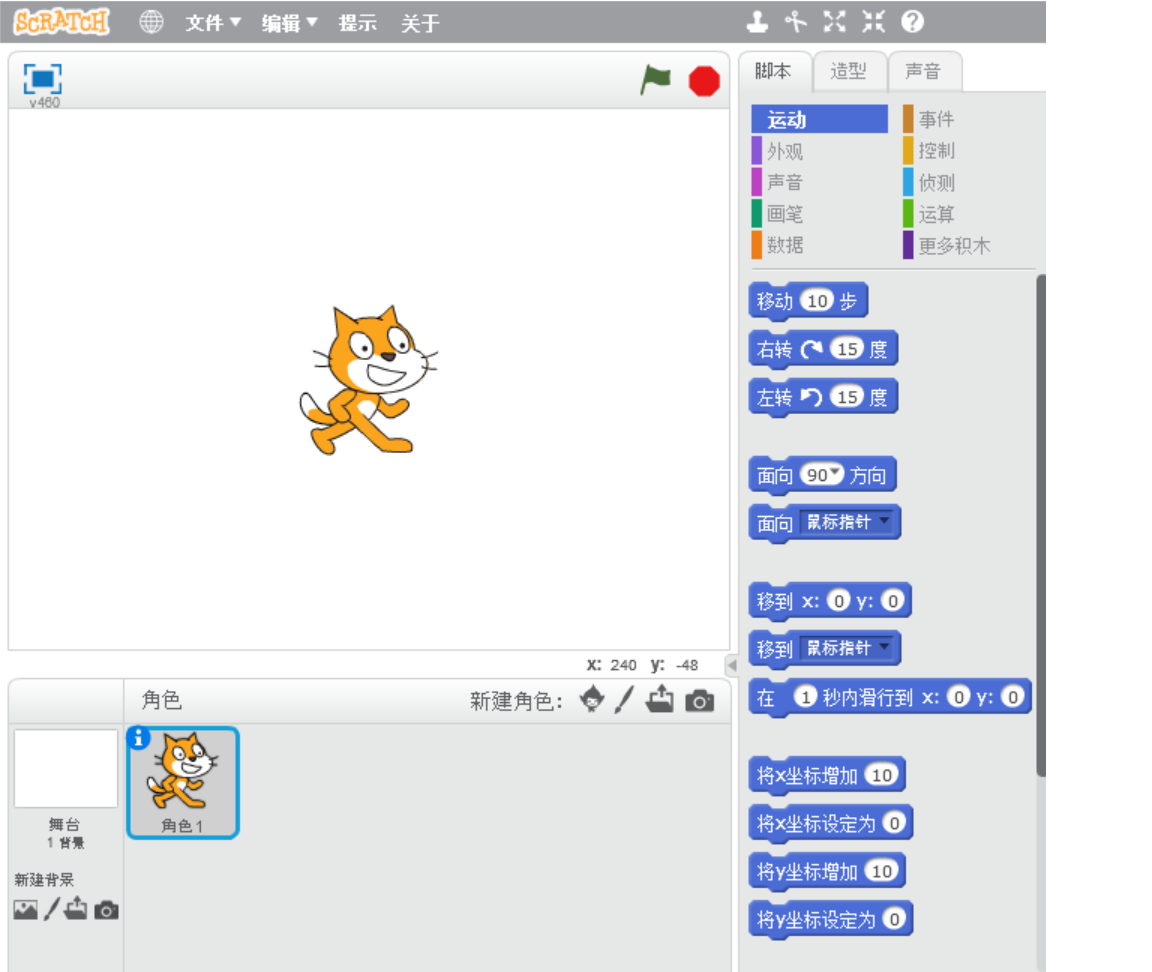 SCRATCH 文件 编辑 提示 关于
v460
脚本 造型 声音
运动 事件
外观 控制
声音 侦测
画笔 运算
数据 更多积木
移动 10 步
右转 15 度
左转 15 度
面向 90 方向
面向 鼠标指针
移到 x: 0 y: 0
移到 鼠标指针
在 1 秒内滑行到 x: 0 y: 0
将x坐标增加 10
将x坐标设定为 0
将y坐标增加 10
将y坐标设定为 0
x: 240 y: -48
角色 新建角色:
舞台
1 背景
角色1
新建背景